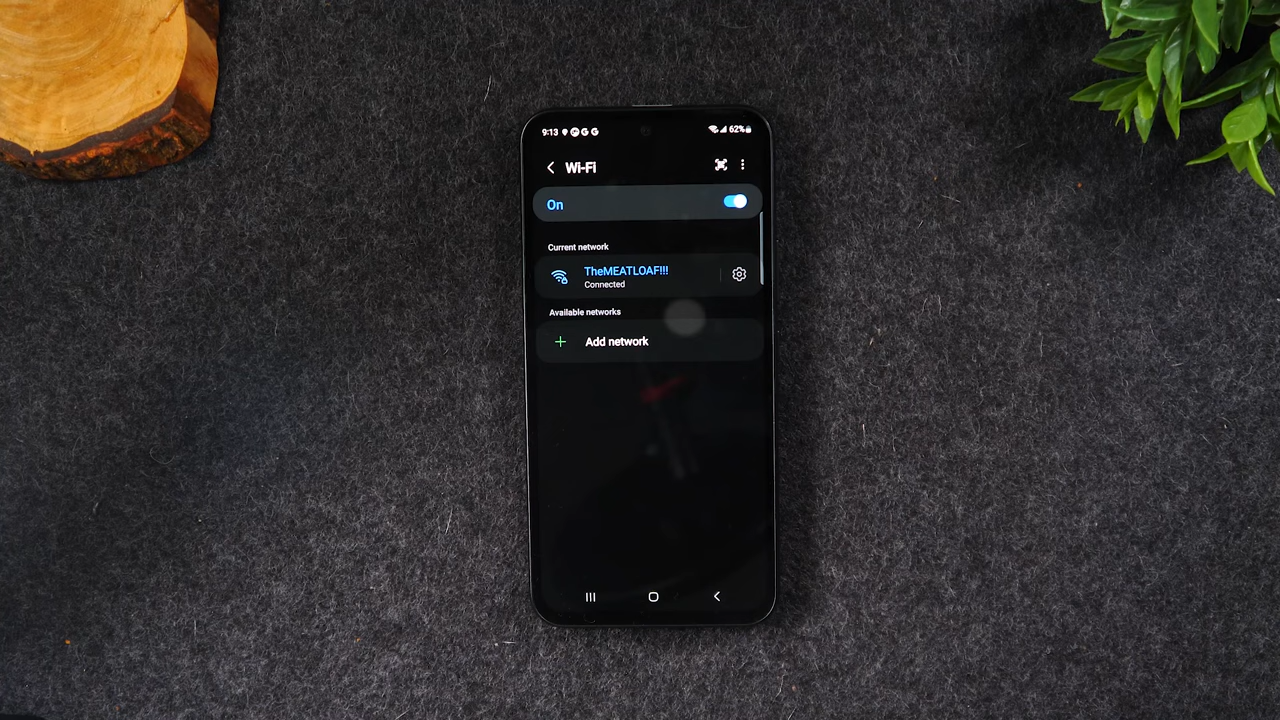 9:13 G G 62%
Wi-Fi
On
Current network
TheMEATLOAF!!!
Connected
Available networks
Add network